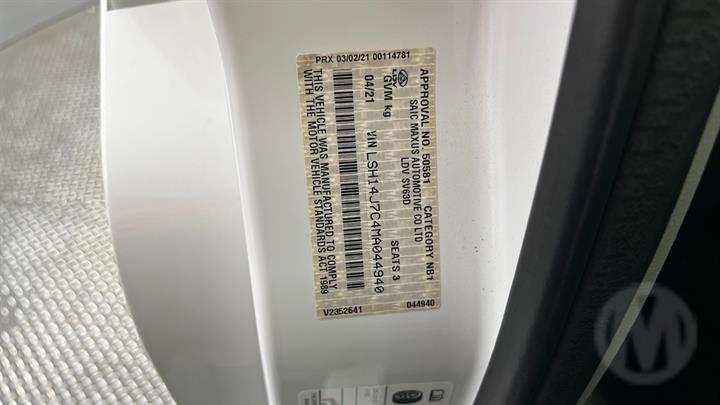 PRX 03/02/21 00114781
APPROVAL NO. 50581 CATEGORY NB1
SAIC MAXUS AUTOMOTIVE CO LTD
LDV SV63D
LDV
GVM kg SEATS 3
04/21 VIN LSH14J7C4MA044940
THIS VEHICLE WAS MANUFACTURED TO COMPLY
WITH THE MOTOR VEHICLE STANDARDS ACT 1989
V2352641 044940
M